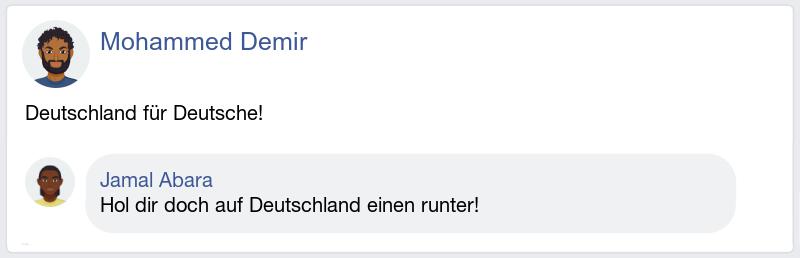 Mohammed Demir
Deutschland für Deutsche!
Jamal Abara
Hol dir doch auf Deutschland einen runter!